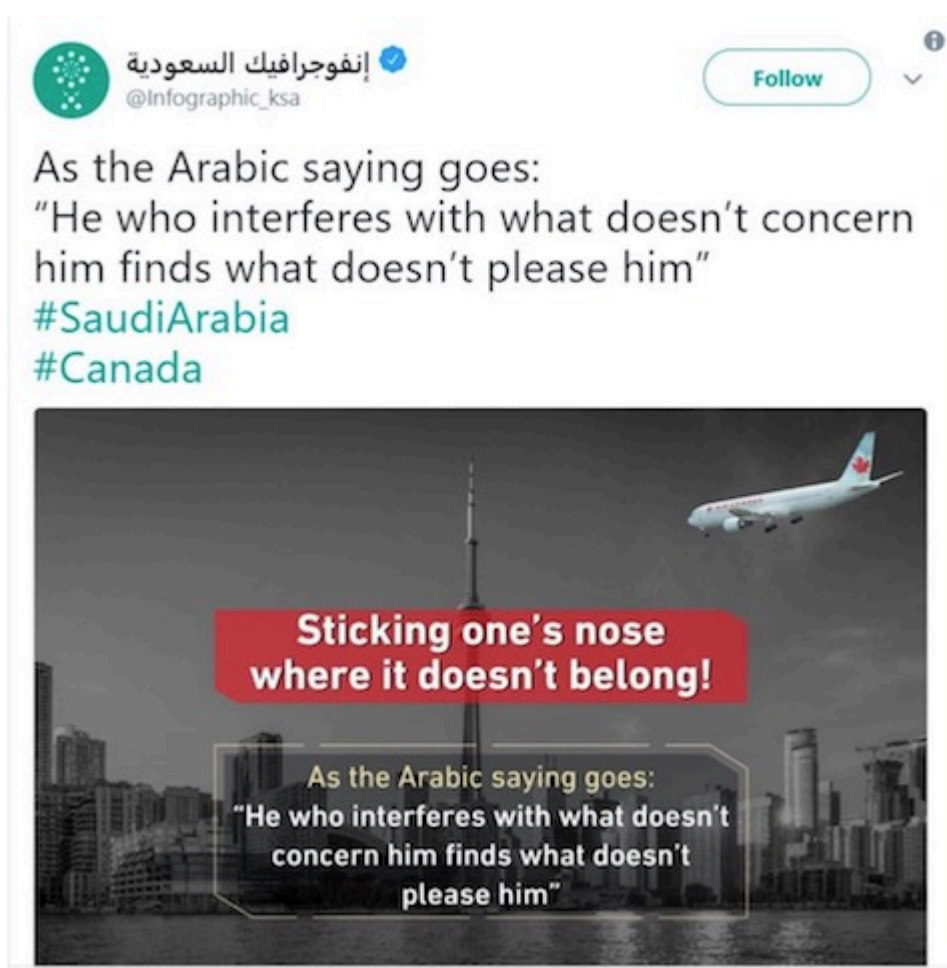 إنفوجرافيك السعودية
@Infographic_ksa
Follow
As the Arabic saying goes:
"He who interferes with what doesn't concern
him finds what doesn't please him"
#SaudiArabia
#Canada
Sticking one's nose
where it doesn't belong!
As the Arabic saying goes:
"He who interferes with what doesn't
concern him finds what doesn't
please him"